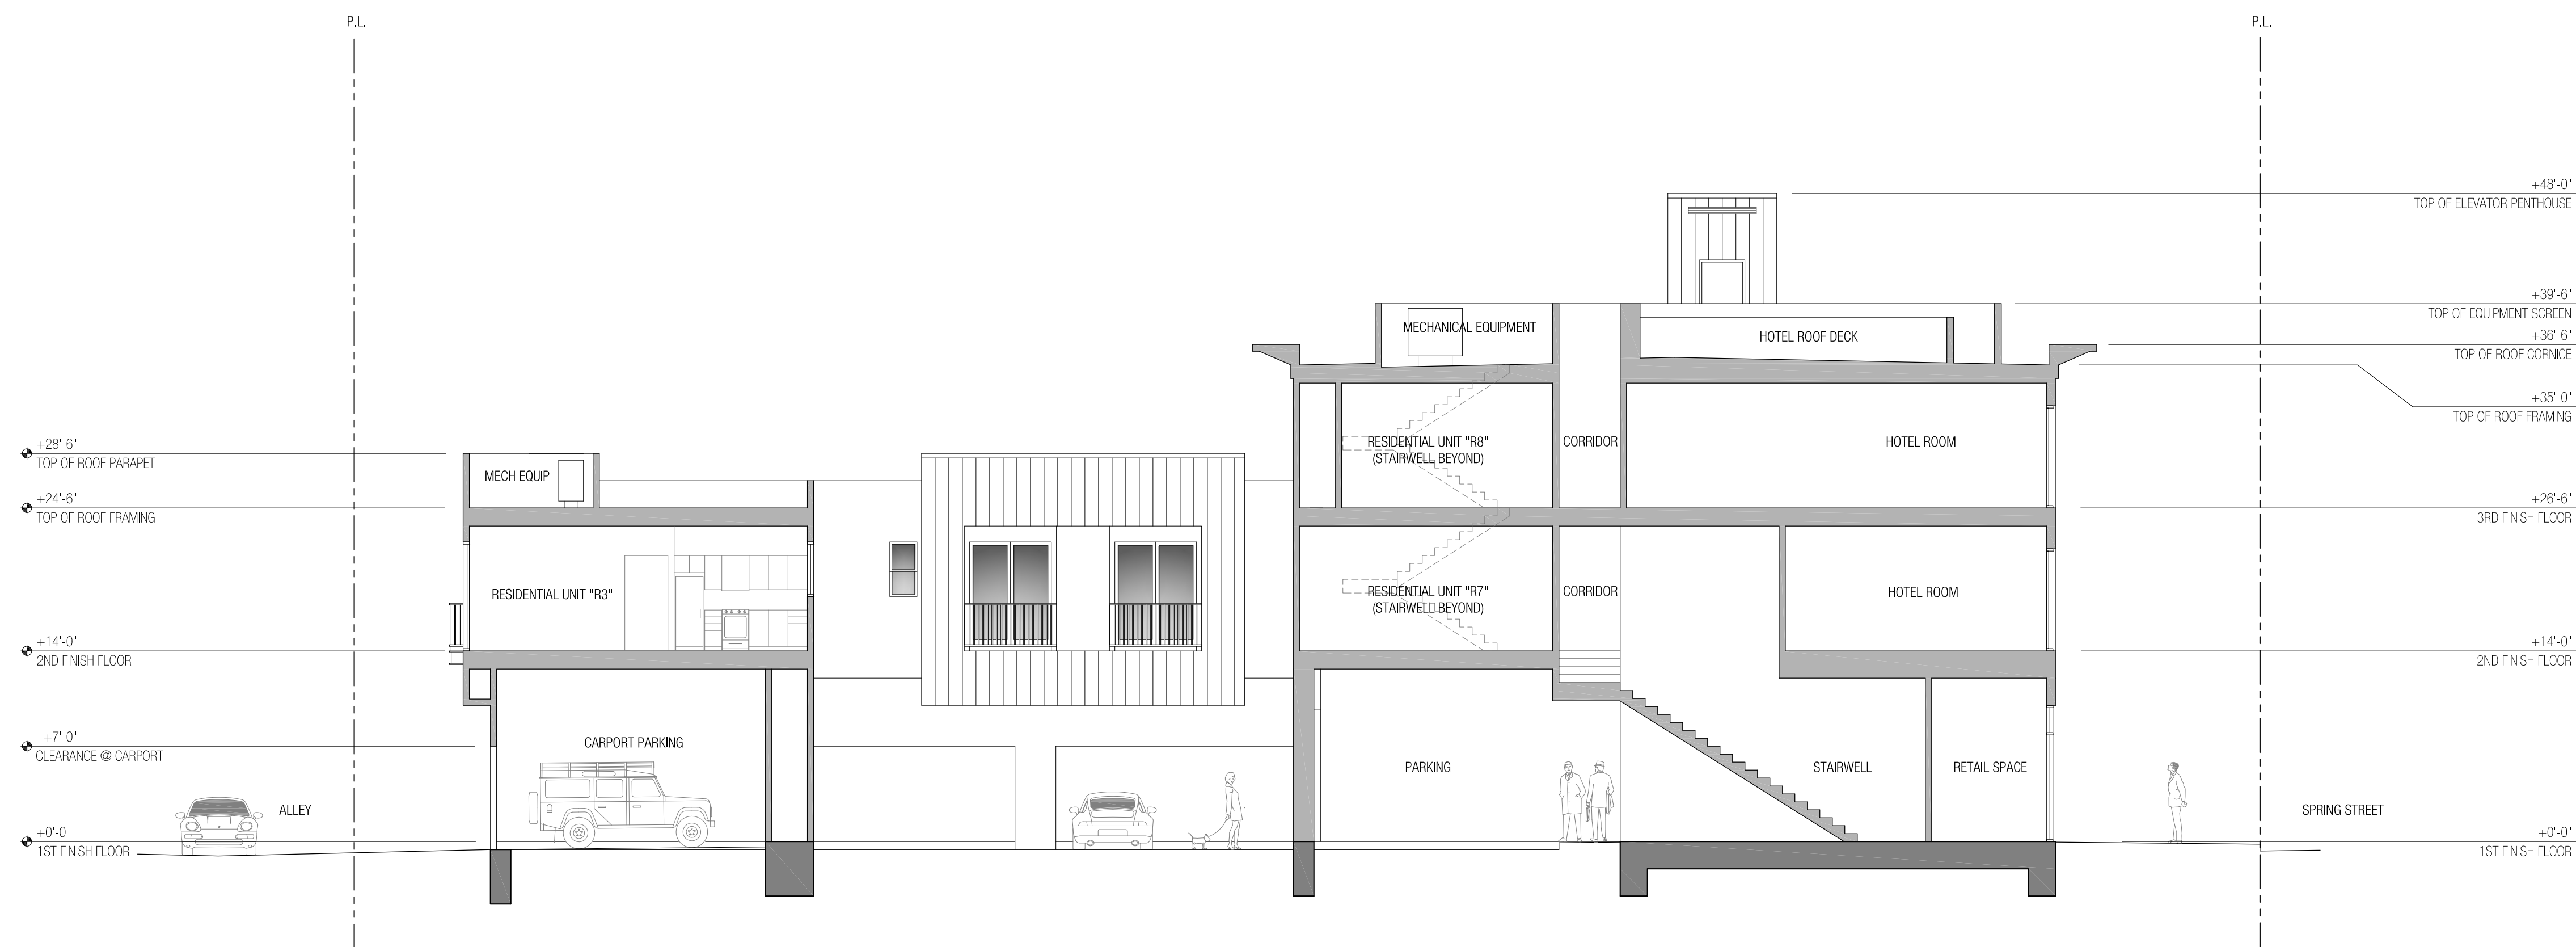 P.L.
P.L.
+48'-0"
TOP OF ELEVATOR PENTHOUSE
+39'-6"
TOP OF EQUIPMENT SCREEN
MECHANICAL EQUIPMENT
HOTEL ROOF DECK
+36'-6"
TOP OF ROOF CORNICE
+35'-0"
TOP OF ROOF FRAMING
+28'-6"
TOP OF ROOF PARAPET
RESIDENTIAL UNIT "R8"
(STAIRWELL BEYOND)
CORRIDOR
HOTEL ROOM
MECH EQUIP
+24'-6"
TOP OF ROOF FRAMING
+26'-6"
3RD FINISH FLOOR
RESIDENTIAL UNIT "R3"
RESIDENTIAL UNIT "R7"
(STAIRWELL BEYOND)
CORRIDOR
HOTEL ROOM
+14'-0"
2ND FINISH FLOOR
+14'-0"
2ND FINISH FLOOR
+7'-0"
CLEARANCE @ CARPORT
CARPORT PARKING
PARKING
STAIRWELL
RETAIL SPACE
ALLEY
SPRING STREET
+0'-0"
1ST FINISH FLOOR
+0'-0"
1ST FINISH FLOOR